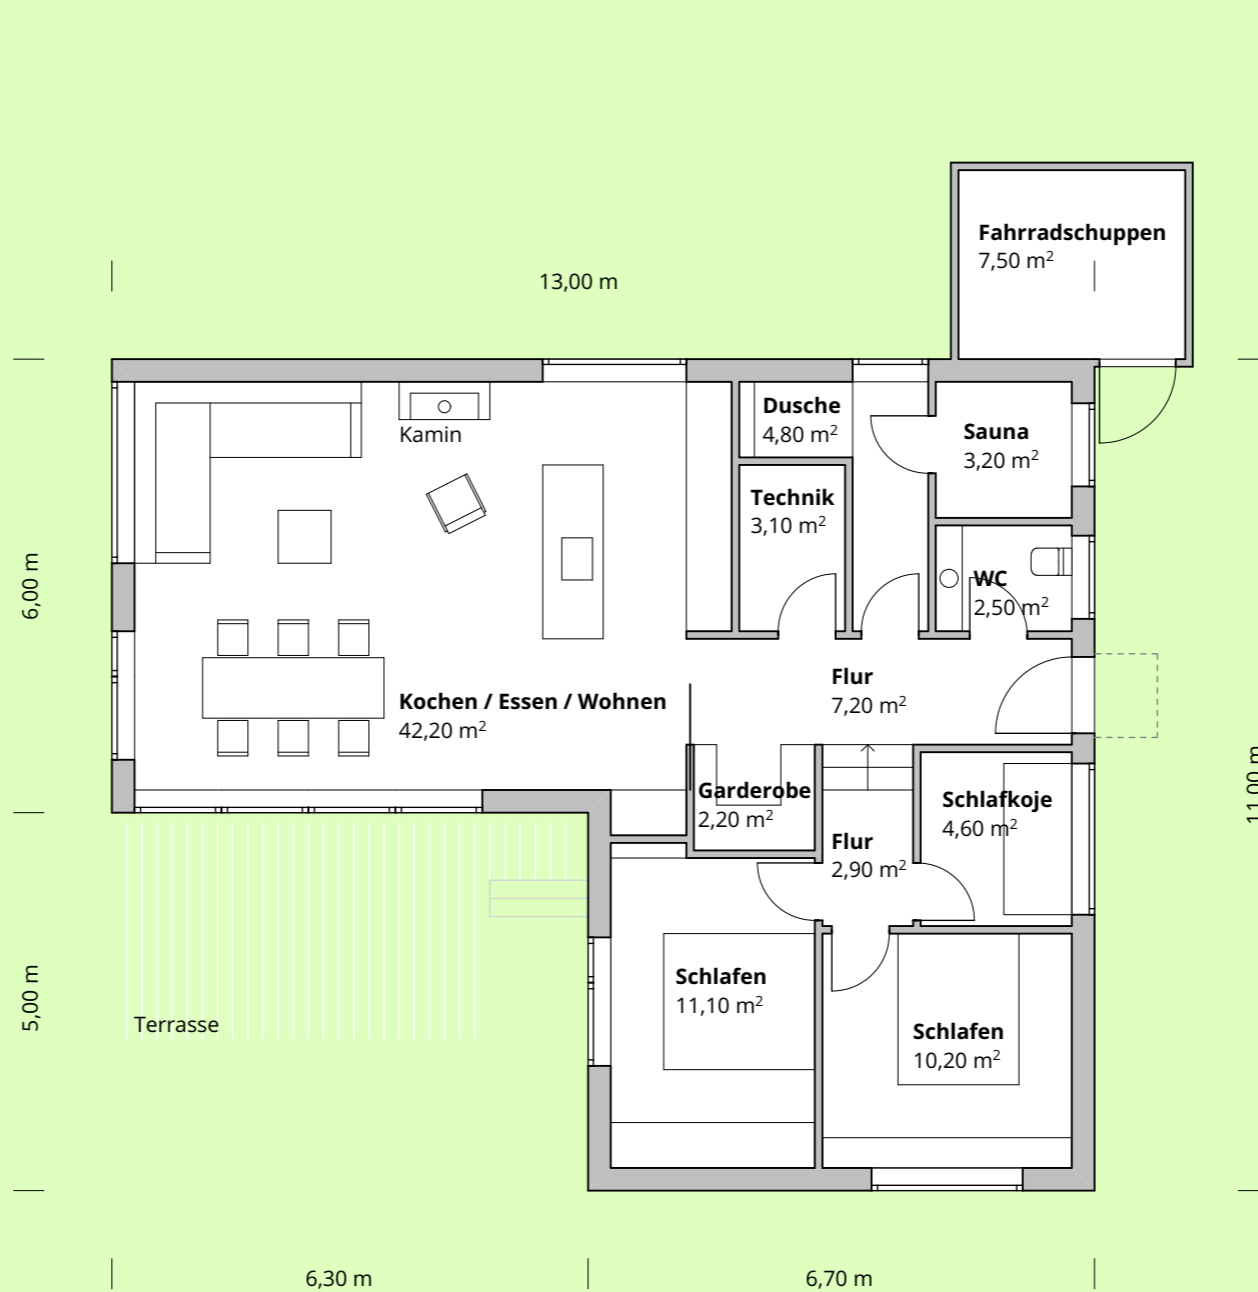 Fahrradschuppen
7,50 m²
13,00 m
Dusche
4,80 m²
Kamin
Sauna
3,20 m²
Technik
3,10 m²
6,00 m
WC
2,50 m²
Flur
7,20 m²
Kochen / Essen / Wohnen
42,20 m²
Garderobe
2,20 m²
Schlafkoje
4,60 m²
11,00 m
Flur
2,90 m²
5,00 m
Schlafen
11,10 m²
Terrasse
Schlafen
10,20 m²
6,30 m
6,70 m